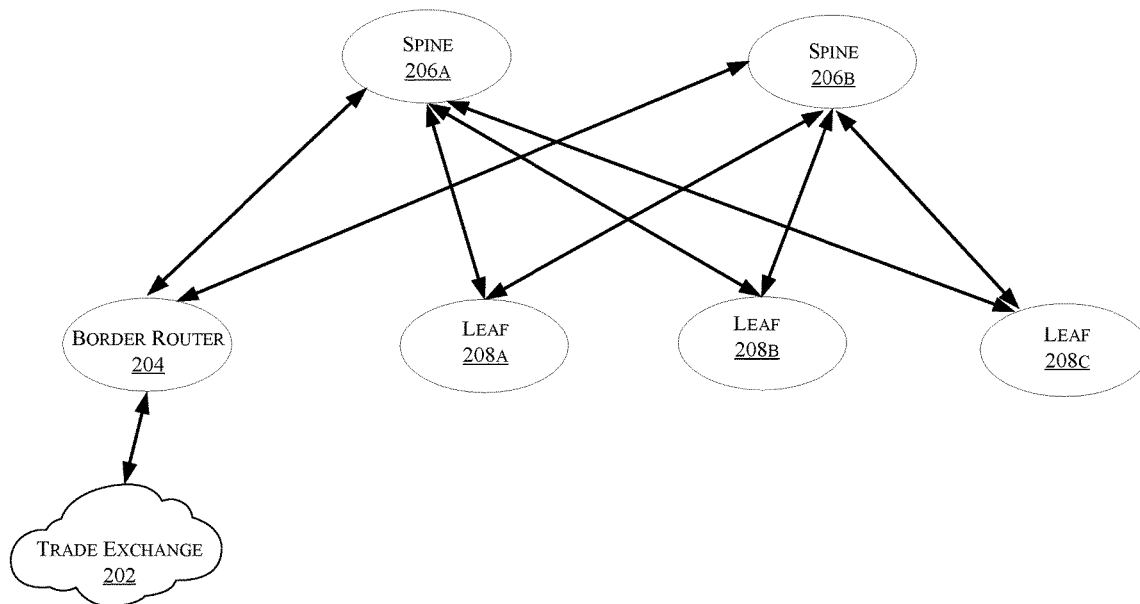 SPINE
206A
SPINE
206B
BORDER ROUTER
204
LEAF
208A
LEAF
208B
LEAF
208C
TRADE EXCHANGE
202